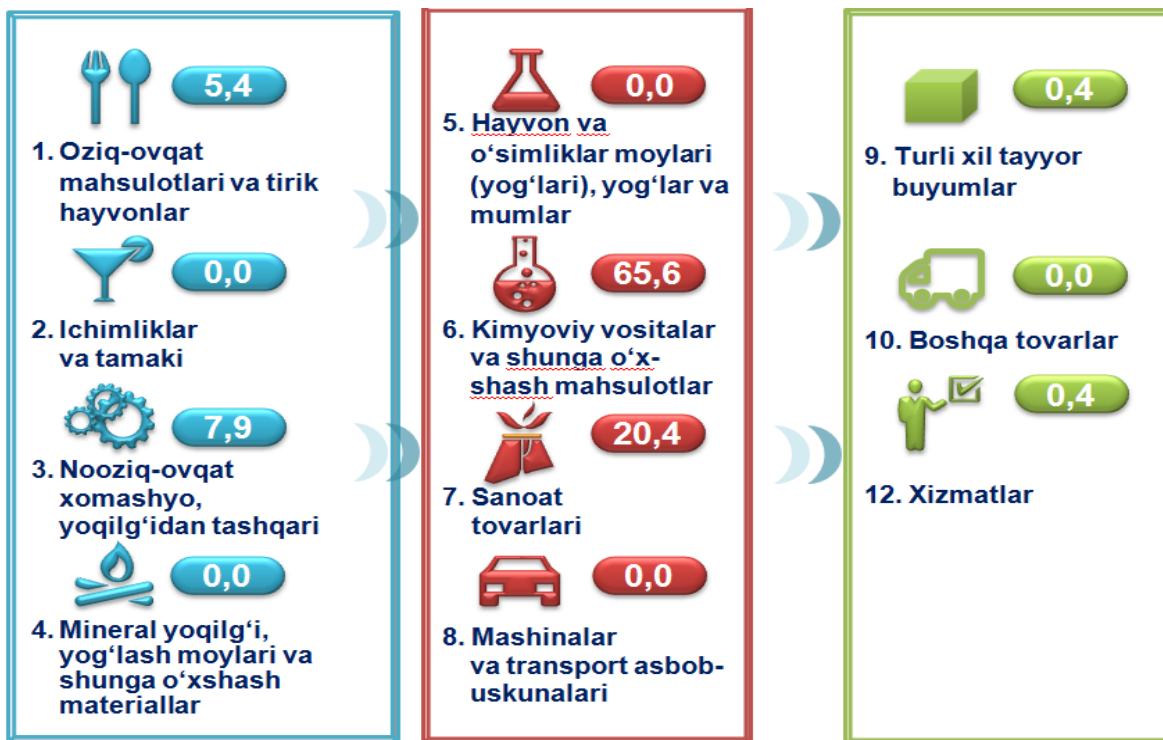 5,4
1. Oziq-ovqat
mahsulotlari va tirik
hayvonlar
0,0
2. Ichimliklar
va tamaki
7,9
3. Nooziq-ovqat
xomashyo,
yoqilg‘idan tashqari
0,0
4. Mineral yoqilg‘i,
yog‘lash moylari va
shunga o‘xshash
materiallar
0,0
5. Hayvon va
o‘simliklar moylari
(yog‘lari), yog‘lar va
mumlar
65,6
6. Kimyoviy vositalar
va shunga o‘x-
shash mahsulotlar
20,4
7. Sanoat
tovarlari
0,0
8. Mashinalar
va transport asbob-
uskunalari
0,4
9. Turli xil tayyor
buyumlar
0,0
10. Boshqa tovarlar
0,4
12. Xizmatlar